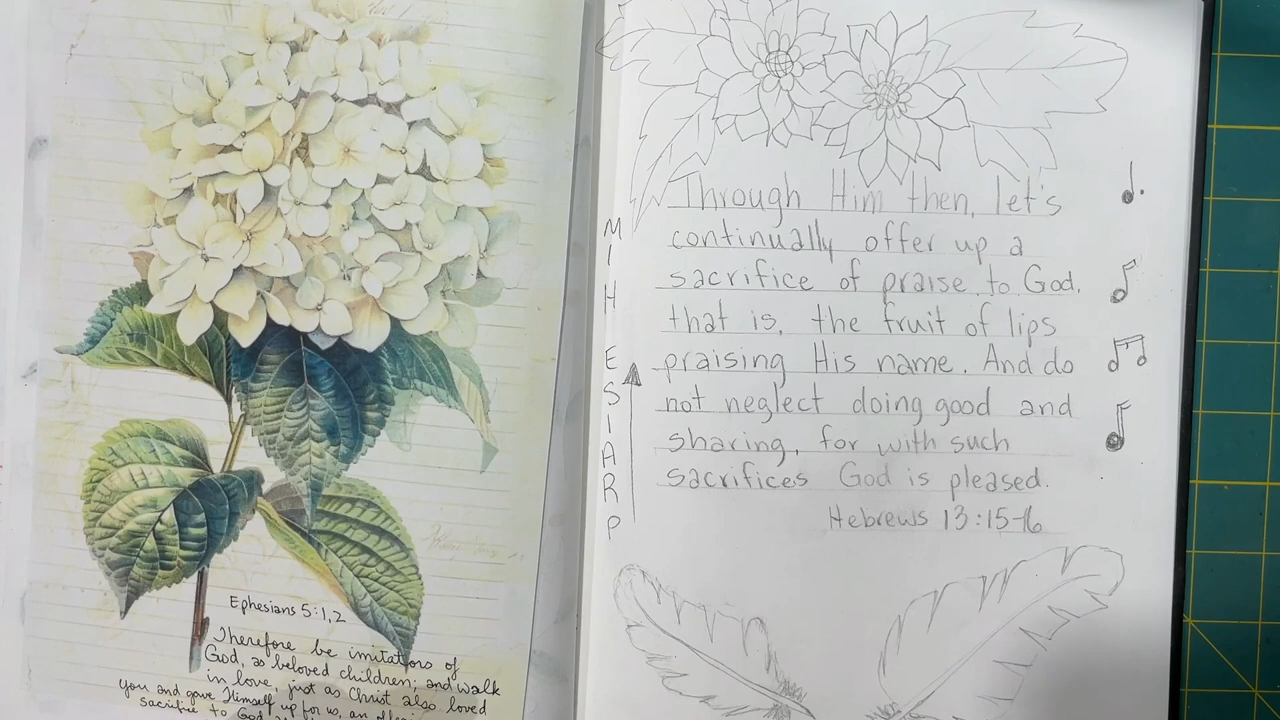 Ephesians 5:1,2
Therefore be imitators of
God, as beloved children; and walk
in love, just as Christ also loved
you and gave Himself up for us, an
sacrifice to God
M
I
H
E
S
I
A
R
P
Through Him then, let's
continually offer up a
sacrifice of praise to God,
that is, the fruit of lips
praising His name. And do
not neglect doing good and
sharing, for with such
sacrifices God is pleased.
Hebrews 13:15-16